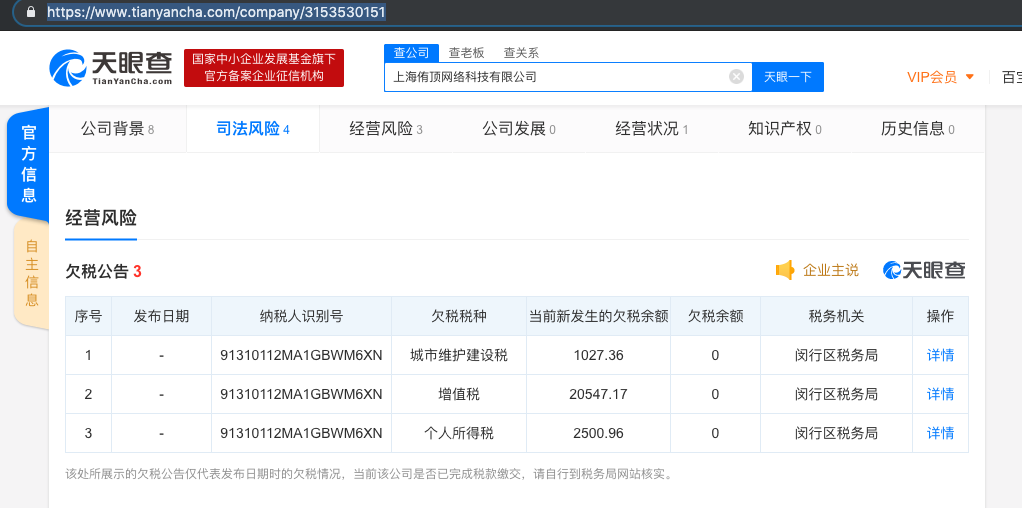 https://www.tianyancha.com/company/3153530151
天眼查
TianYanCha.com
国家中小企业发展基金旗下
官方备案企业征信机构
查公司 查老板 查关系
上海侑顶网络科技有限公司 天眼一下
VIP会员 百宝
官方信息
自主信息
公司背景 8 司法风险 4 经营风险 3 公司发展 0 经营状况 1 知识产权 0 历史信息 0
经营风险
欠税公告 3 企业主说 天眼查
序号 发布日期 纳税人识别号 欠税税种 当前新发生的欠税余额 欠税余额 税务机关 操作
1 - 91310112MA1GBWM6XN 城市维护建设税 1027.36 0 闵行区税务局 详情
2 - 91310112MA1GBWM6XN 增值税 20547.17 0 闵行区税务局 详情
3 - 91310112MA1GBWM6XN 个人所得税 2500.96 0 闵行区税务局 详情
该处所展示的欠税公告仅代表发布日期时的欠税情况，当前该公司是否已完成税款缴交，请自行到税务局网站核实。